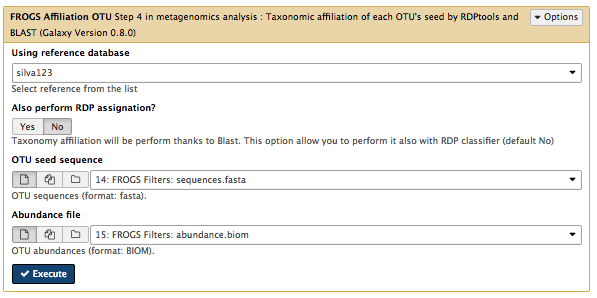 FROGS Affiliation OTU Step 4 in metagenomics analysis : Taxonomic affiliation of each OTU's seed by RDPtools and
BLAST (Galaxy Version 0.8.0)
Options
Using reference database
silva123
Select reference from the list
Also perform RDP assignation?
Yes No
Taxonomy affiliation will be perform thanks to Blast. This option allow you to perform it also with RDP classifier (default No)
OTU seed sequence
14: FROGS Filters: sequences.fasta
OTU sequences (format: fasta).
Abundance file
15: FROGS Filters: abundance.biom
OTU abundances (format: BIOM).
Execute